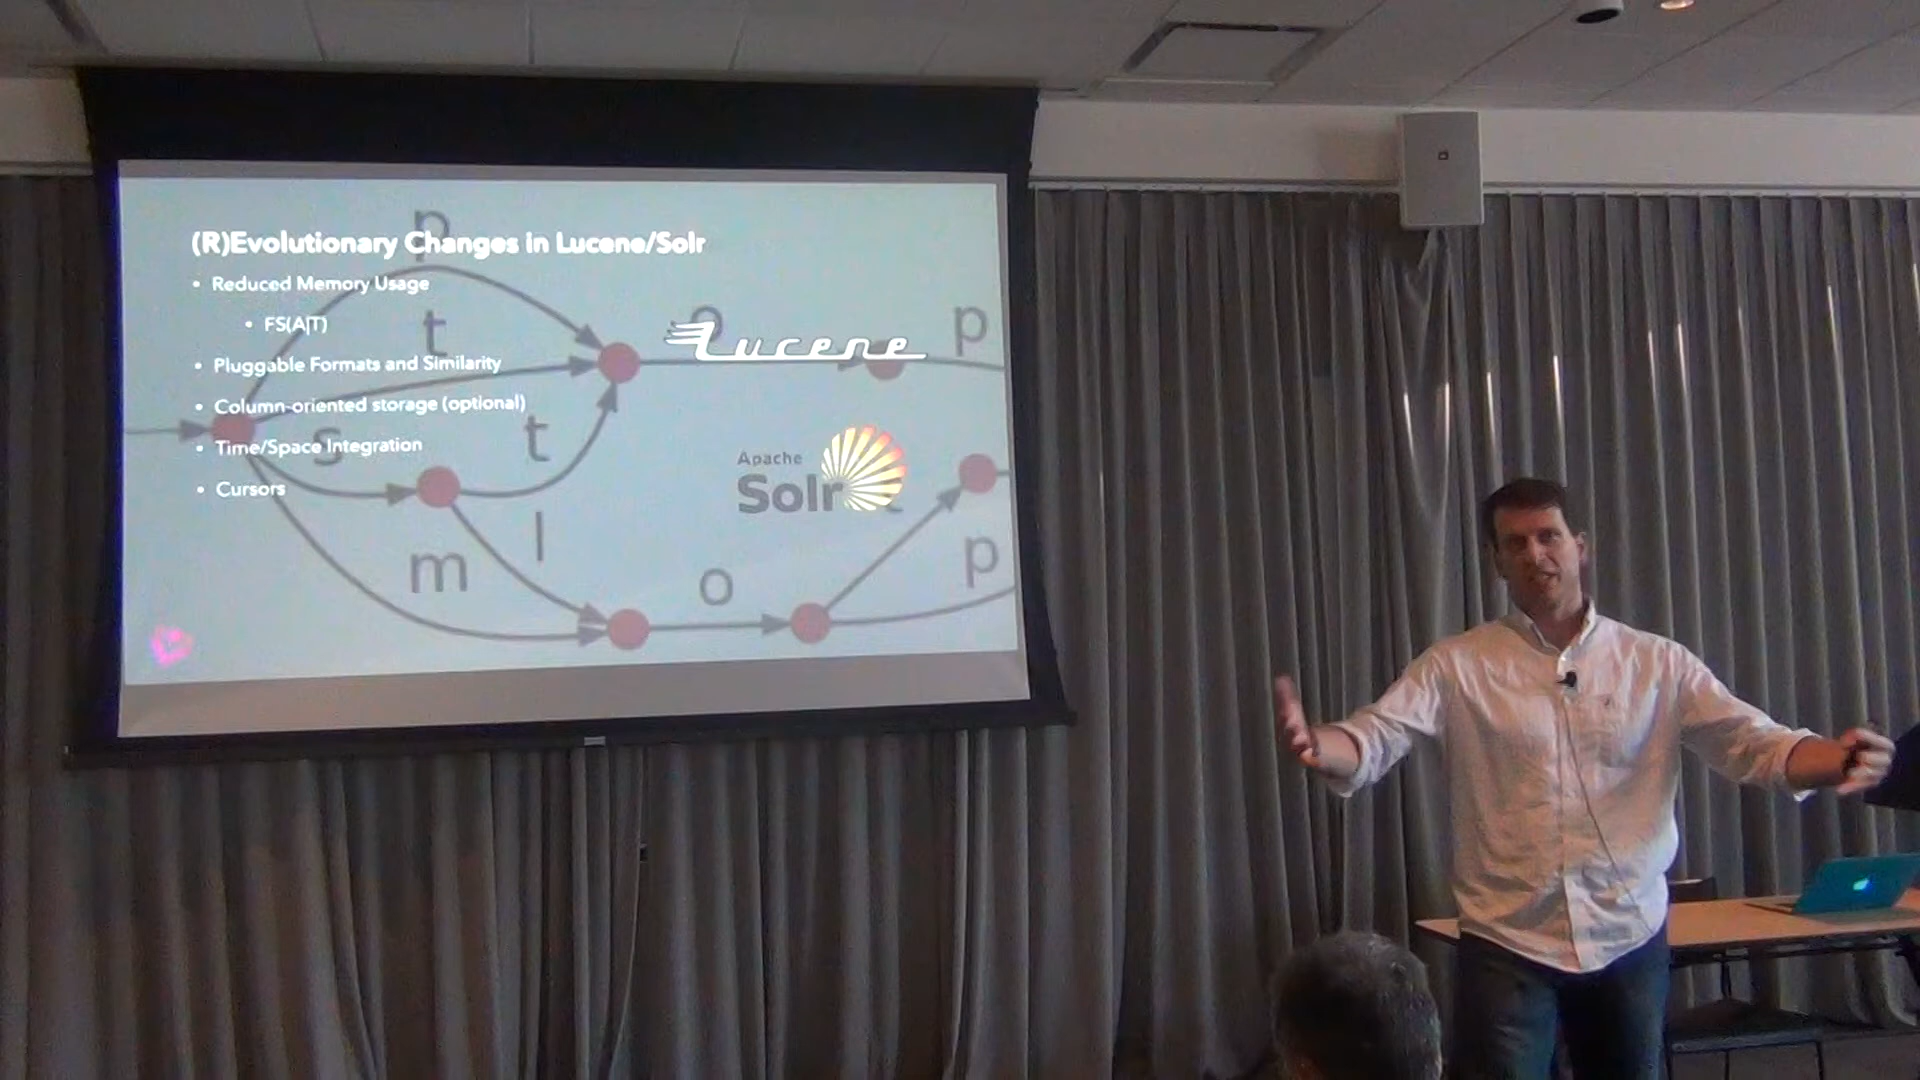 (R)Evolutionary Changes in Lucene/Solr
• Reduced Memory Usage
• FS(A|T)
• Pluggable Formats and Similarity
• Column-oriented storage (optional)
• Time/Space Integration
• Cursors
Lucene
Apache
Solr
p
t
o
p
s
t
l
m
o
p